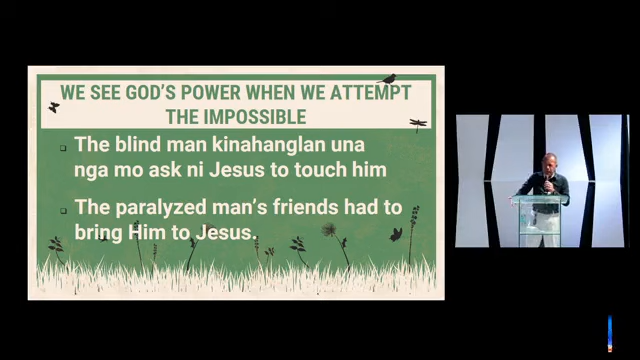 WE SEE GOD'S POWER WHEN WE ATTEMPT
THE IMPOSSIBLE
The blind man kinahanglan una
nga mo ask ni Jesus to touch him
The paralyzed man's friends had to
bring Him to Jesus.